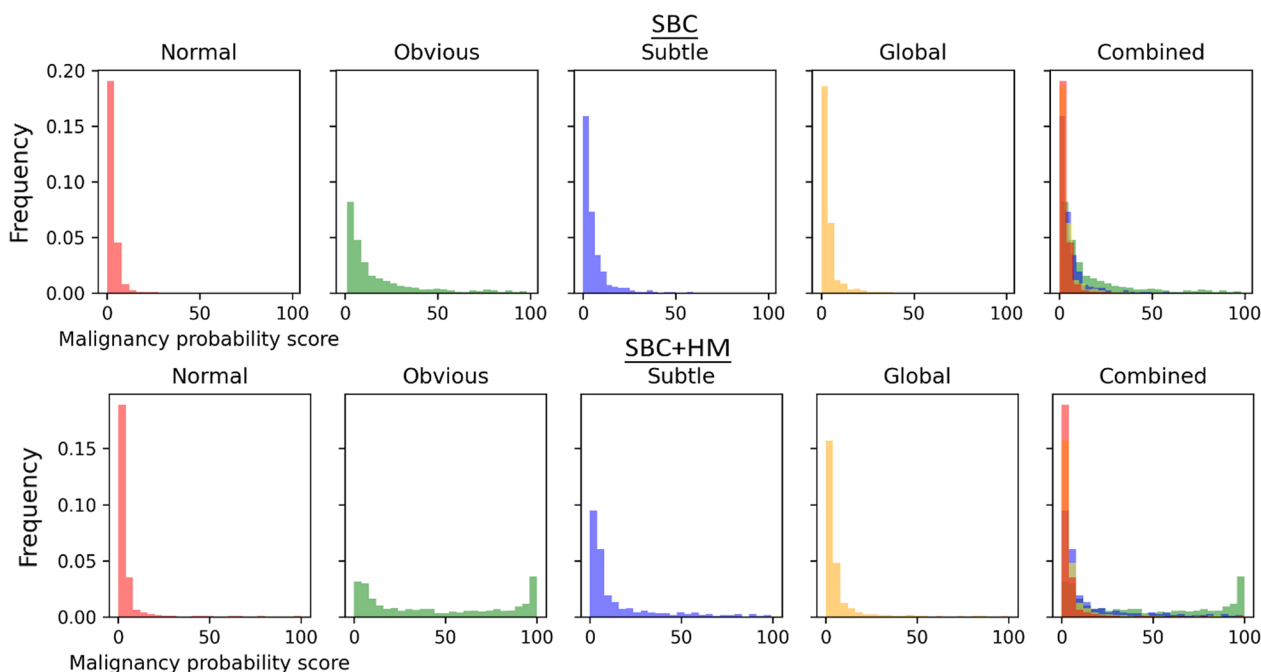 SBC
Normal Obvious Subtle Global Combined
0.20
0.15
0.10
0.05
0.00
Frequency
0 50 100 0 50 100 0 50 100 0 50 100 0 50 100
Malignancy probability score
SBC+HM
Normal Obvious Subtle Global Combined
0.15
0.10
0.05
0.00
Frequency
0 50 100 0 50 100 0 50 100 0 50 100 0 50 100
Malignancy probability score